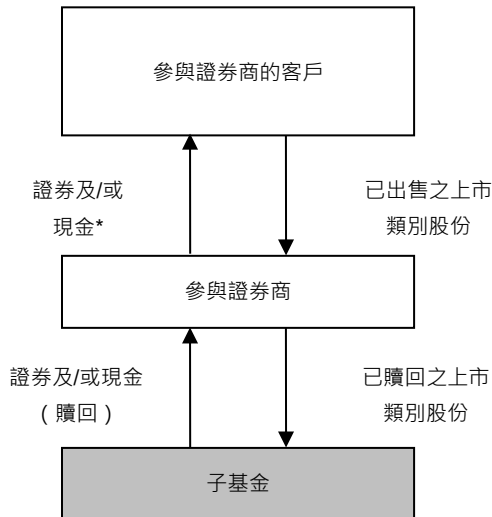 參與證券商的客戶
證券及/或
現金*
已出售之上市
類別股份
參與證券商
證券及/或現金
（贖回）
已贖回之上市
類別股份
子基金